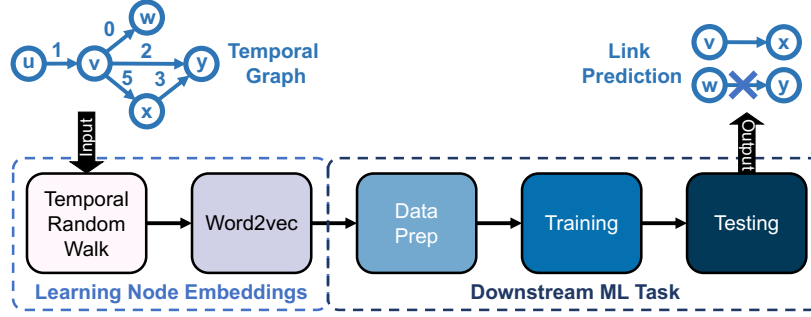 w
0
u
1
v
2
y
5
3
x
Temporal
Graph
Link
Prediction
v
x
w
y
Input
Output
Temporal
Random
Walk
Word2vec
Data
Prep
Training
Testing
Learning Node Embeddings
Downstream ML Task